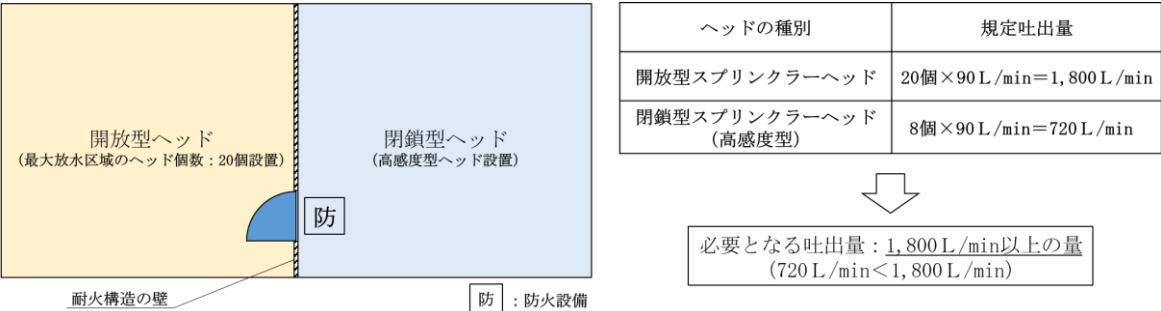 開放型ヘッド
(最大放水区域のヘッド個数：20個設置)
閉鎖型ヘッド
(高感度型ヘッド設置)
防
耐火構造の壁
防 ：防火設備
ヘッドの種別 規定吐出量
開放型スプリンクラーヘッド 20個×90Ｌ/min＝1,800Ｌ/min
閉鎖型スプリンクラーヘッド
(高感度型) 8個×90Ｌ/min＝720Ｌ/min
必要となる吐出量：1,800Ｌ/min以上の量
(720Ｌ/min＜1,800Ｌ/min)